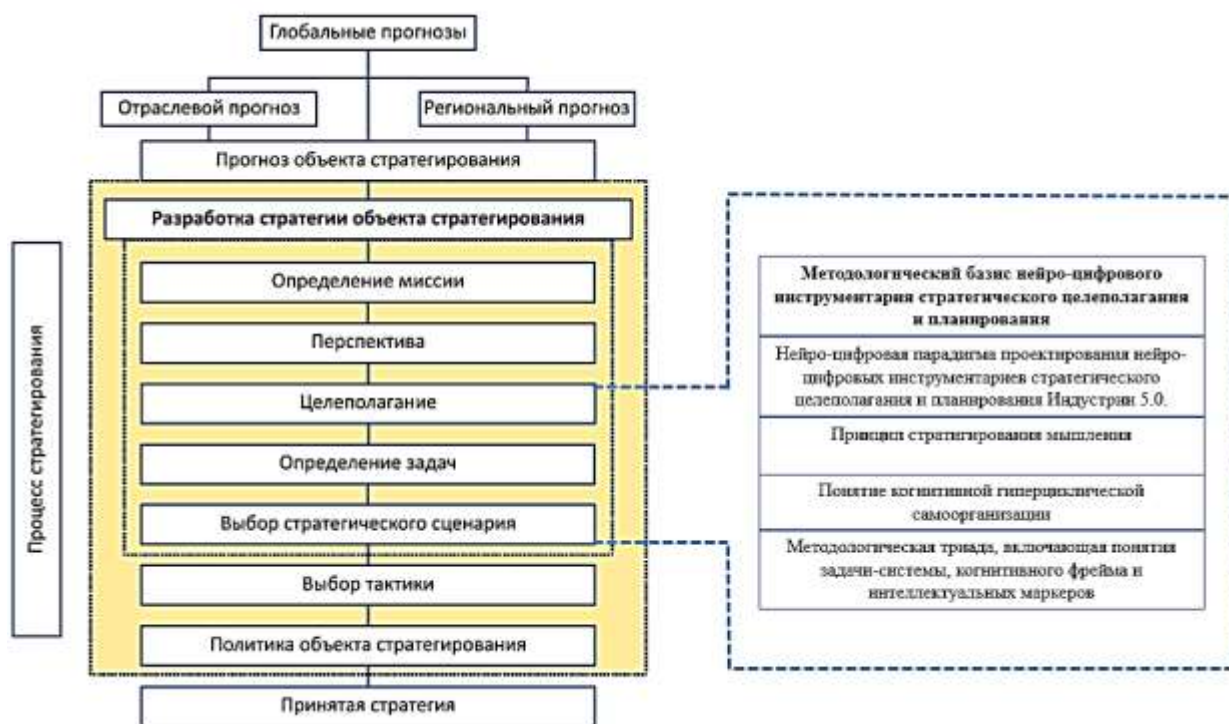 Глобальные прогнозы
Отраслевой прогноз
Региональный прогноз
Прогноз объекта стратегирования
Разработка стратегии объекта стратегирования
Определение миссии
Перспектива
Целеполагание
Определение задач
Выбор стратегического сценария
Выбор тактики
Политика объекта стратегирования
Принятая стратегия
Процесс стратегирования
Методологический базис нейро-цифрового
инструментария стратегического целеполагания
и планирования
Нейро-цифровая парадигма проектирования нейро-
цифровых инструментариев стратегического
целеполагания и планирования Индустрии 5.0.
Принцип стратигирования мышления
Понятие когнитивной гиперциклической
самоорганизации
Методологическая триада, включающая понятия
задачи-системы, когнитивного фрейма и
интеллектуальных маркеров